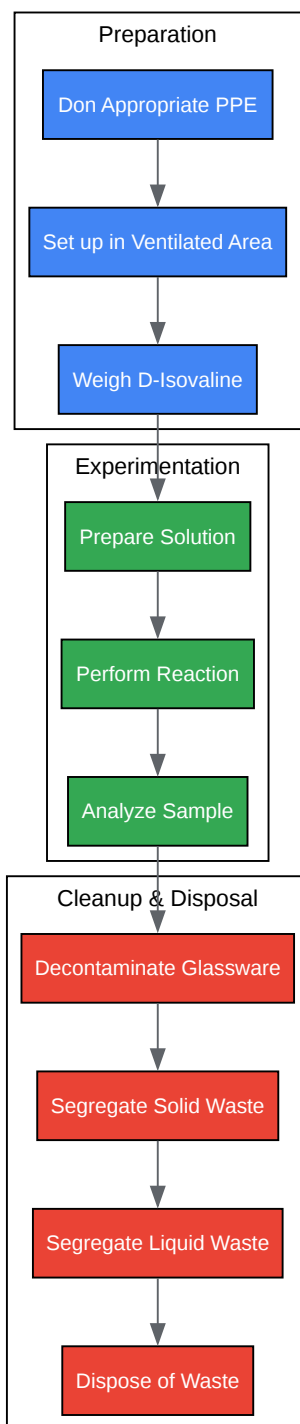 Preparation
Don Appropriate PPE
Set up in Ventilated Area
Weigh D-Isovaline
Experimentation
Prepare Solution
Perform Reaction
Analyze Sample
Cleanup & Disposal
Decontaminate Glassware
Segregate Solid Waste
Segregate Liquid Waste
Dispose of Waste